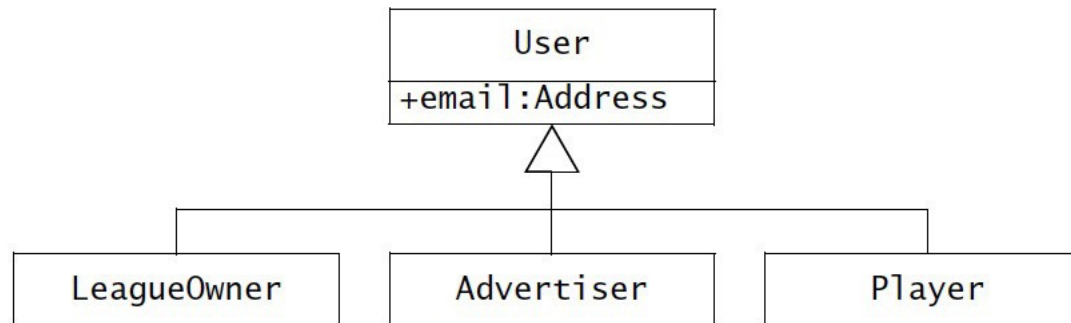 User
+email:Address
LeagueOwner
Advertiser
Player